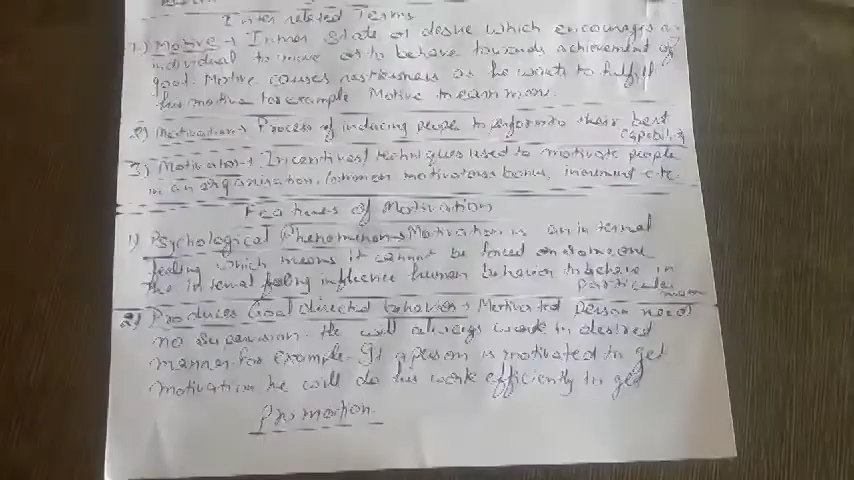 Inter related Terms
1.) Motive → Inner State of desire which encourages an
individual to move or to behave towards achievement of
goal. Motive causes restlessness as he wants to fulfill
his motive for example Motive to earn more.
2) Motivation → Process of inducing people to perform to their best
capability
3) Motivators → Incentives/techniques used to motivate people
in an organisation. Common motivators bonus, increment etc.
Features of Motivation
1) Psychological Phenominon → Motivation is an internal
feeling which means it cannot be forced on someone
the internal feeling influence human behavior to behave in
particular
2) Produces Goal directed behavior → Motivated person need
no supervision. He will always work in desired
manner. For example - If a person is motivated to get
motivation he will do his work efficiently to get
Promotion.